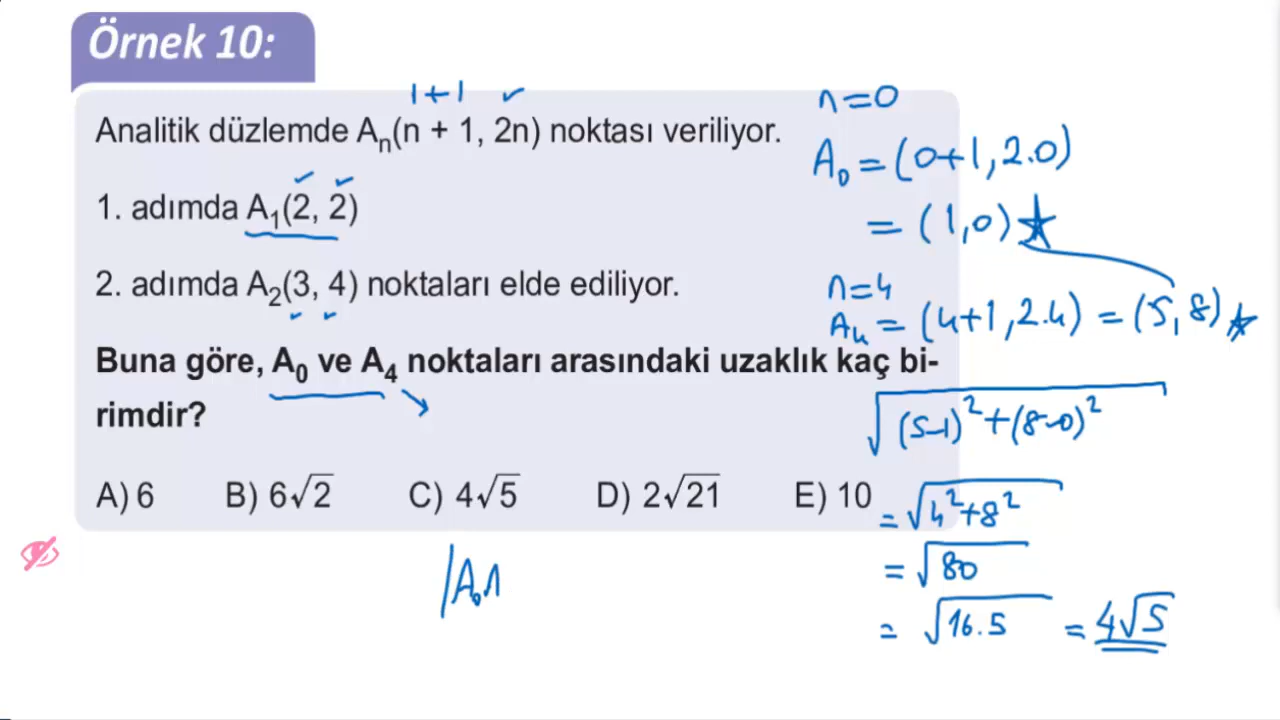 Örnek 10:
1+1 ✓
Analitik düzlemde Aₙ(n + 1, 2n) noktası veriliyor.
1. adımda A₁(2, 2)
2. adımda A₂(3, 4) noktaları elde ediliyor.
Buna göre, A₀ ve A₄ noktaları arasındaki uzaklık kaç bi-
rimdir?
A) 6 B) 6√2 C) 4√5 D) 2√21 E) 10
n=0
A₀ = (0+1, 2.0)
= (1,0)
n=4
A₄ = (4+1, 2.4) = (5, 8)
√(5-1)²+(8-0)²
= √4²+8²
= √80
= √16.5 = 4√5
|A₀